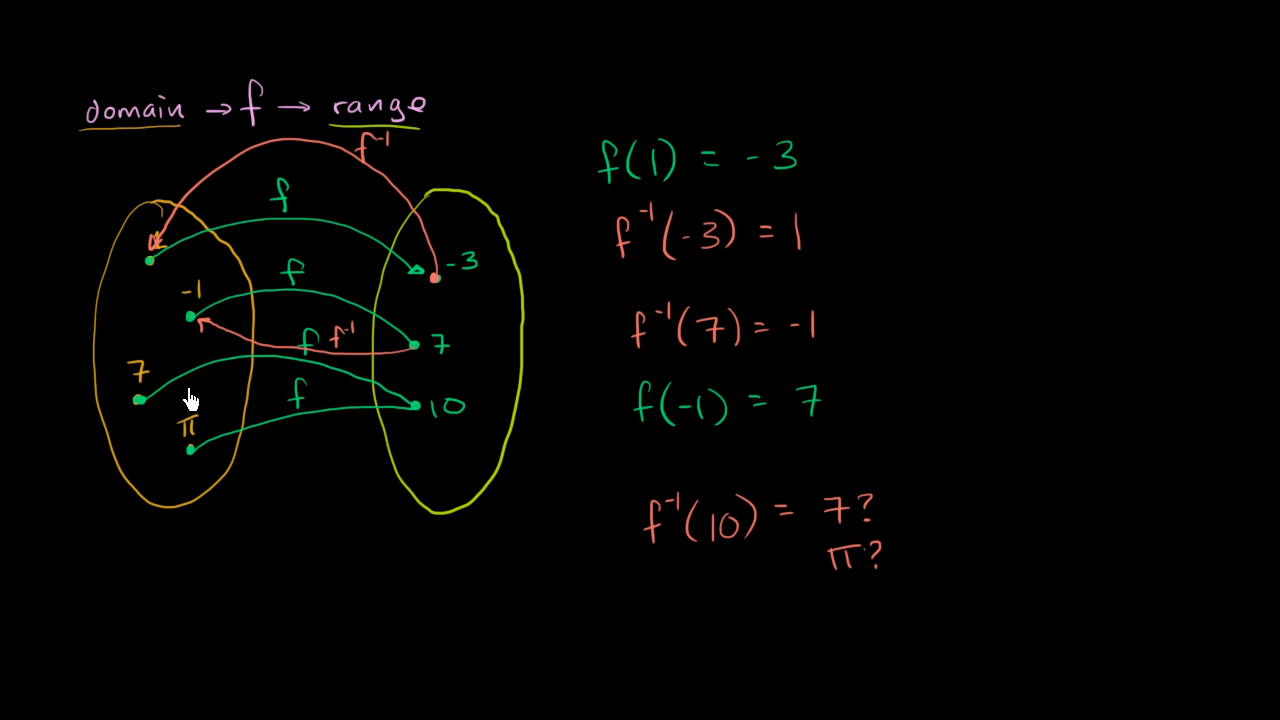 domain → f → range
f⁻¹
f
1
-3
-1
f
7
f
f⁻¹
7
f
10
π
f(1) = -3
f⁻¹(-3) = 1
f⁻¹(7) = -1
f(-1) = 7
f⁻¹(10) = 7?
π?